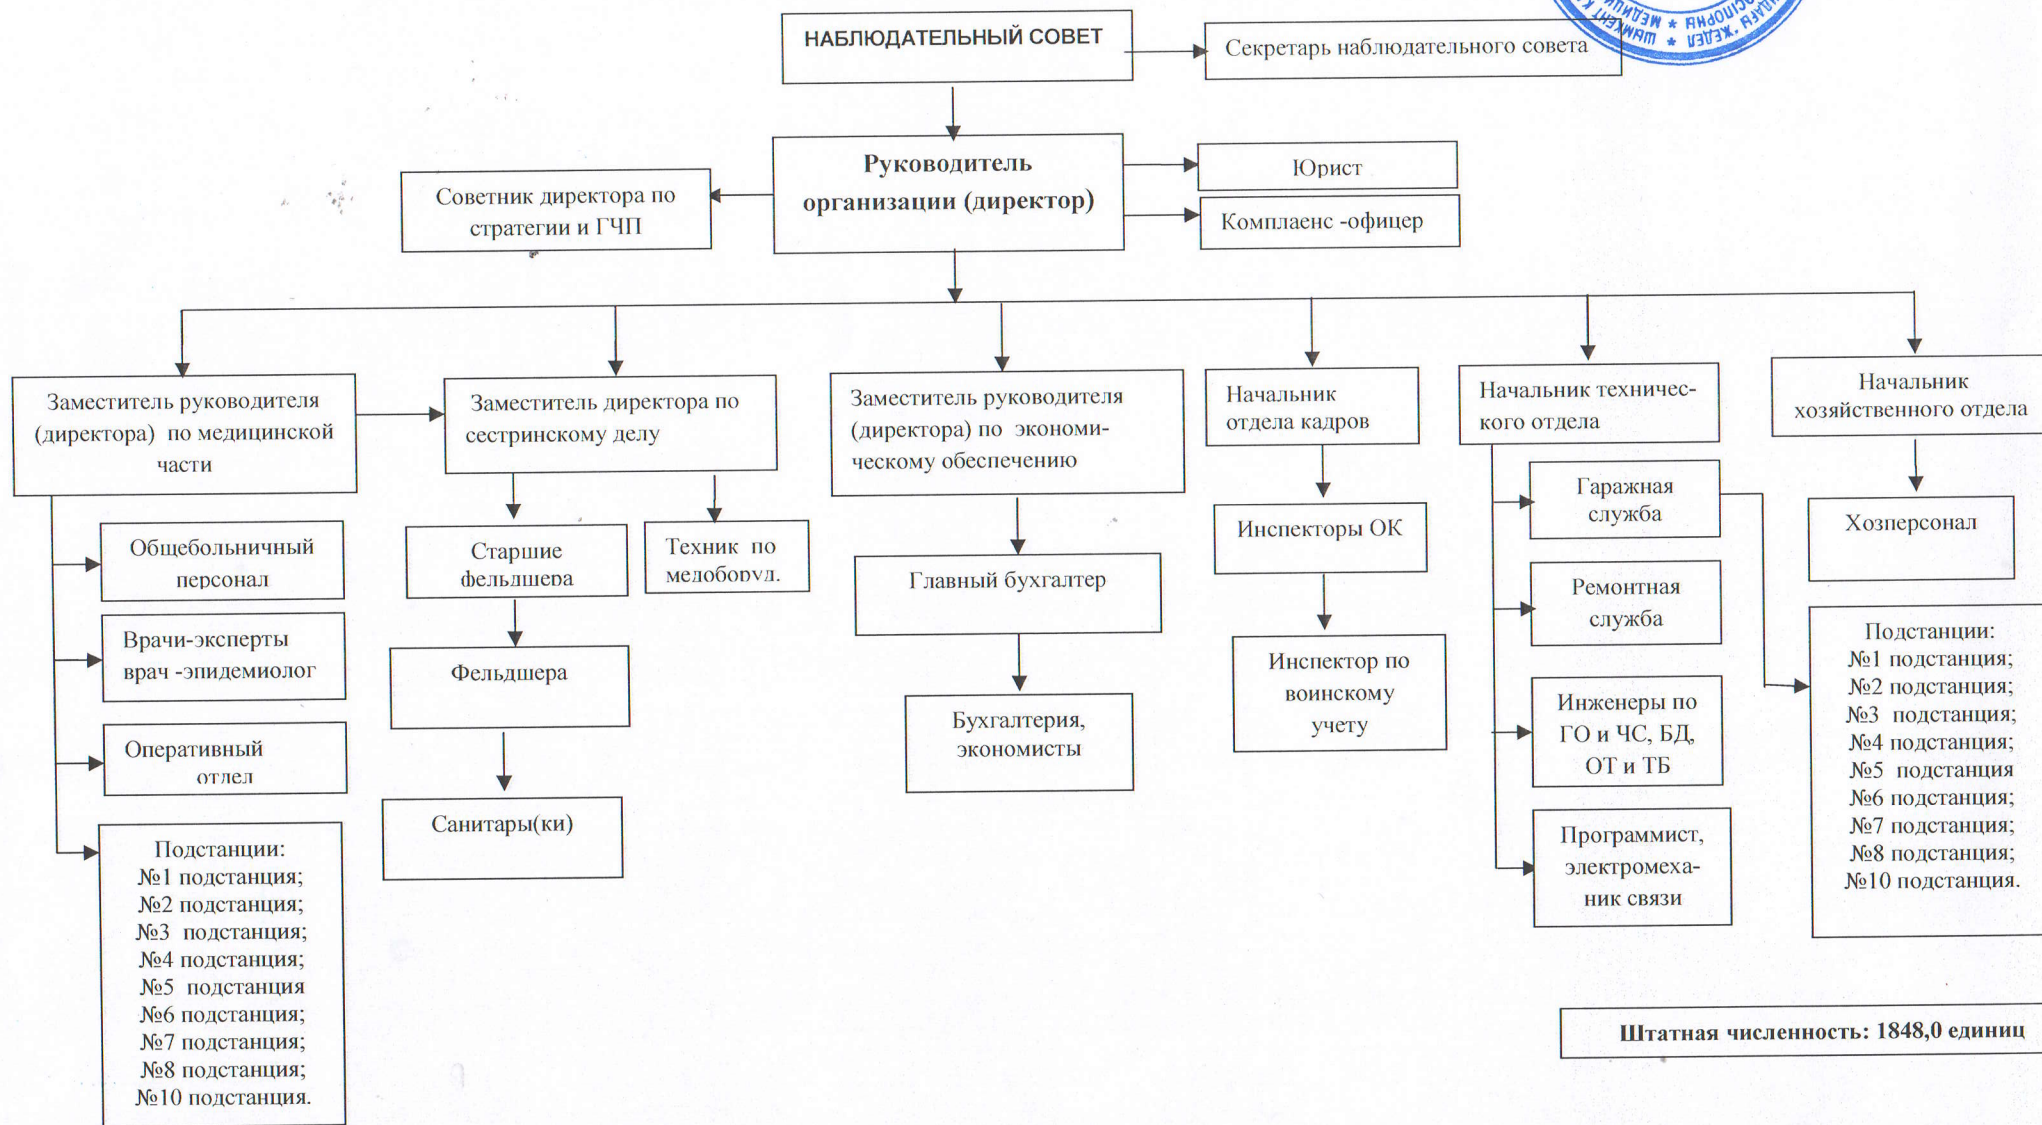 НАБЛЮДАТЕЛЬНЫЙ СОВЕТ
Секретарь наблюдательного совета
ШЫМКЕНТ
ЖЕДЕЛ
Руководитель
организации (директор)
Советник директора по
стратегии и ГЧП
Юрист
Комплаенс -офицер
Заместитель руководителя
(директора) по медицинской
части
Заместитель директора по
сестринскому делу
Заместитель руководителя
(директора) по экономи-
ческому обеспечению
Начальник
отдела кадров
Начальник техничес-
кого отдела
Начальник
хозяйственного отдела
Общебольничный
персонал
Врачи-эксперты
врач -эпидемиолог
Оперативный
отдел
Подстанции:
№1 подстанция;
№2 подстанция;
№3 подстанция;
№4 подстанция;
№5 подстанция
№6 подстанция;
№7 подстанция;
№8 подстанция;
№10 подстанция.
Старшие
фельдшера
Техник по
медоборуд.
Фельдшера
Санитары(ки)
Главный бухгалтер
Бухгалтерия,
экономисты
Инспекторы ОК
Инспектор по
воинскому
учету
Гаражная
служба
Ремонтная
служба
Инженеры по
ГО и ЧС, БД,
ОТ и ТБ
Программист,
электромеха-
ник связи
Хозперсонал
Подстанции:
№1 подстанция;
№2 подстанция;
№3 подстанция;
№4 подстанция;
№5 подстанция
№6 подстанция;
№7 подстанция;
№8 подстанция;
№10 подстанция.
Штатная численность: 1848,0 единиц